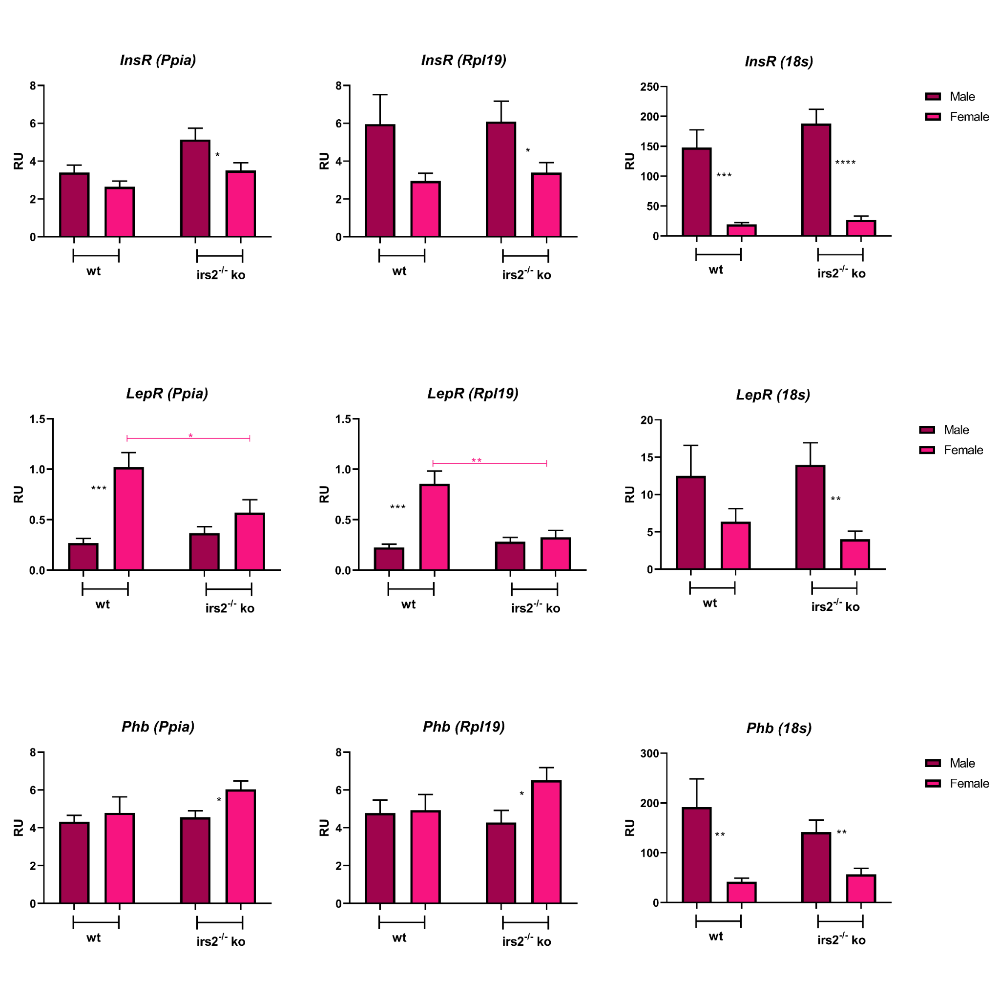 InsR (Ppia)
8
6
4
2
0
RU
*
wt
irs2-/- ko
InsR (Rpl19)
8
6
4
2
0
RU
*
wt
irs2-/- ko
InsR (18s)
250
200
150
100
50
0
RU
***
****
wt
irs2-/- ko
Male
Female
LepR (Ppia)
1.5
1.0
0.5
0.0
RU
***
*
wt
irs2-/- ko
LepR (Rpl19)
1.5
1.0
0.5
0.0
RU
***
**
wt
irs2-/- ko
LepR (18s)
20
15
10
5
0
RU
**
wt
irs2-/- ko
Male
Female
Phb (Ppia)
8
6
4
2
0
RU
*
wt
irs2-/- ko
Phb (Rpl19)
8
6
4
2
0
RU
*
wt
irs2-/- ko
Phb (18s)
300
200
100
0
RU
**
**
wt
irs2-/- ko
Male
Female